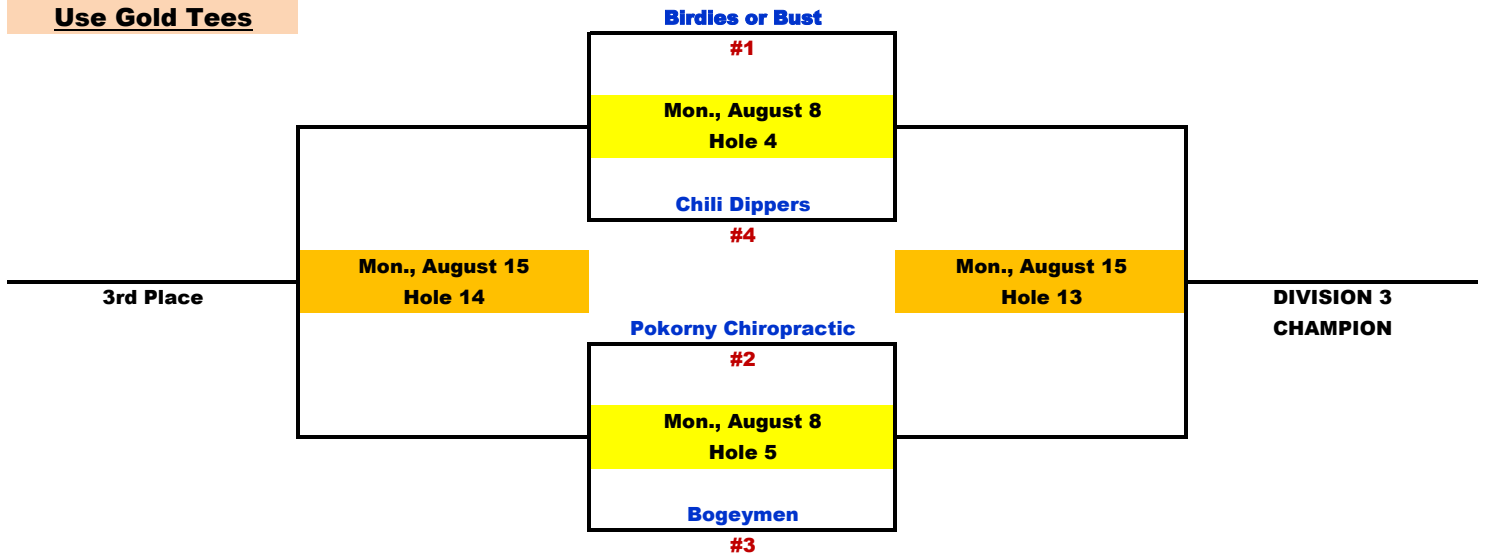 Use Gold Tees
Birdies or Bust
#1
Mon., August 8
Hole 4
Chili Dippers
#4
Mon., August 15
Hole 14
3rd Place
Mon., August 15
Hole 13
DIVISION 3
CHAMPION
Pokorny Chiropractic
#2
Mon., August 8
Hole 5
Bogeymen
#3